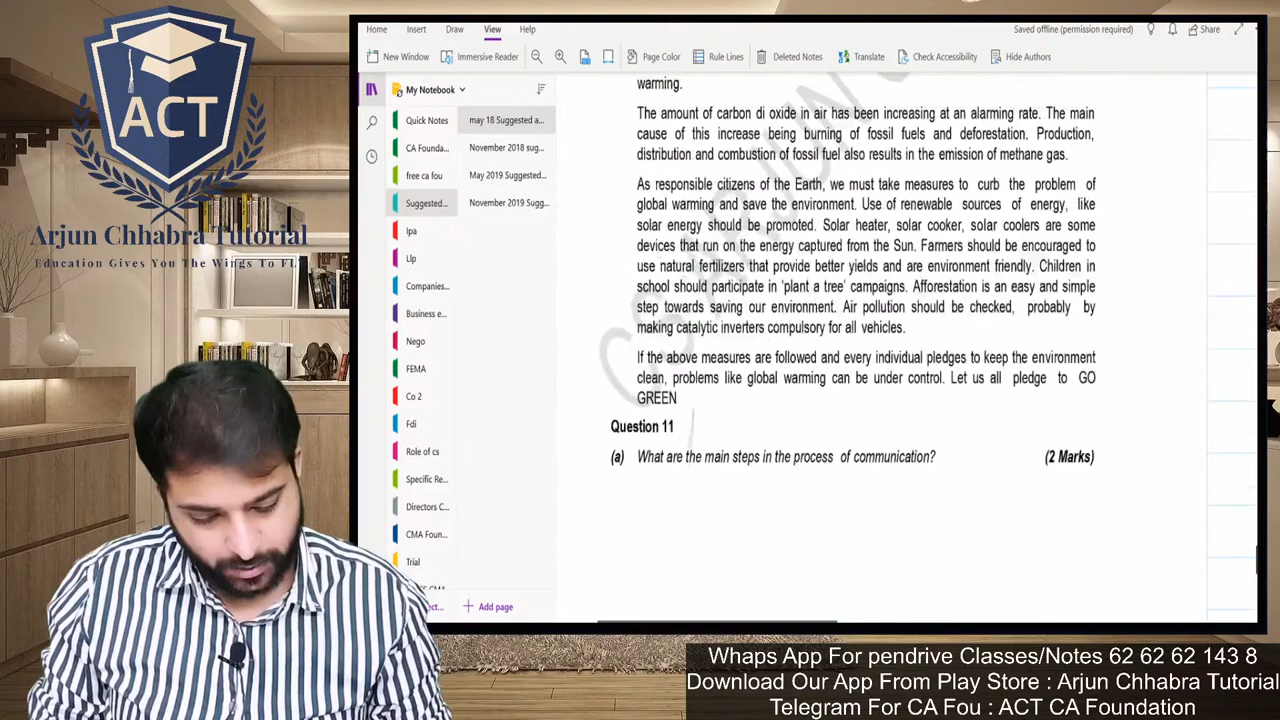 ACT
Arjun Chhabra Tutorial
Education Gives You The Wings To FL
Home Insert Draw View Help
Saved offline (permission required) Share
New Window Immersive Reader Page Color Rule Lines Deleted Notes Translate Check Accessibility Hide Authors
My Notebook
Quick Notes
CA Founda...
free ca fou
Suggested...
Ipa
Llp
Companies...
Business e...
Nego
FEMA
Co 2
Fdi
Role of cs
Specific Re...
Directors C...
CMA Foun...
Trial
may 18 Suggested a...
November 2018 sug...
May 2019 Suggested...
November 2019 Sugg...
Add page
warming.
The amount of carbon di oxide in air has been increasing at an alarming rate. The main
cause of this increase being burning of fossil fuels and deforestation. Production,
distribution and combustion of fossil fuel also results in the emission of methane gas.
As responsible citizens of the Earth, we must take measures to curb the problem of
global warming and save the environment. Use of renewable sources of energy, like
solar energy should be promoted. Solar heater, solar cooker, solar coolers are some
devices that run on the energy captured from the Sun. Farmers should be encouraged to
use natural fertilizers that provide better yields and are environment friendly. Children in
school should participate in 'plant a tree' campaigns. Afforestation is an easy and simple
step towards saving our environment. Air pollution should be checked, probably by
making catalytic inverters compulsory for all vehicles.
If the above measures are followed and every individual pledges to keep the environment
clean, problems like global warming can be under control. Let us all pledge to GO
GREEN
Question 11
(a) What are the main steps in the process of communication? (2 Marks)
Whaps App For pendrive Classes/Notes 62 62 62 143 8
Download Our App From Play Store : Arjun Chhabra Tutorial
Telegram For CA Fou : ACT CA Foundation